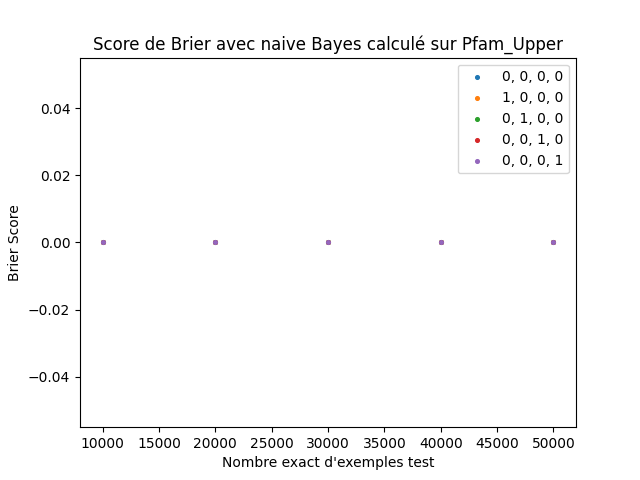 Score de Brier avec naive Bayes calculé sur Pfam_Upper
0, 0, 0, 0
1, 0, 0, 0
0, 1, 0, 0
0, 0, 1, 0
0, 0, 0, 1
Brier Score
0.04
0.02
0.00
−0.02
−0.04
10000 15000 20000 25000 30000 35000 40000 45000 50000
Nombre exact d'exemples test